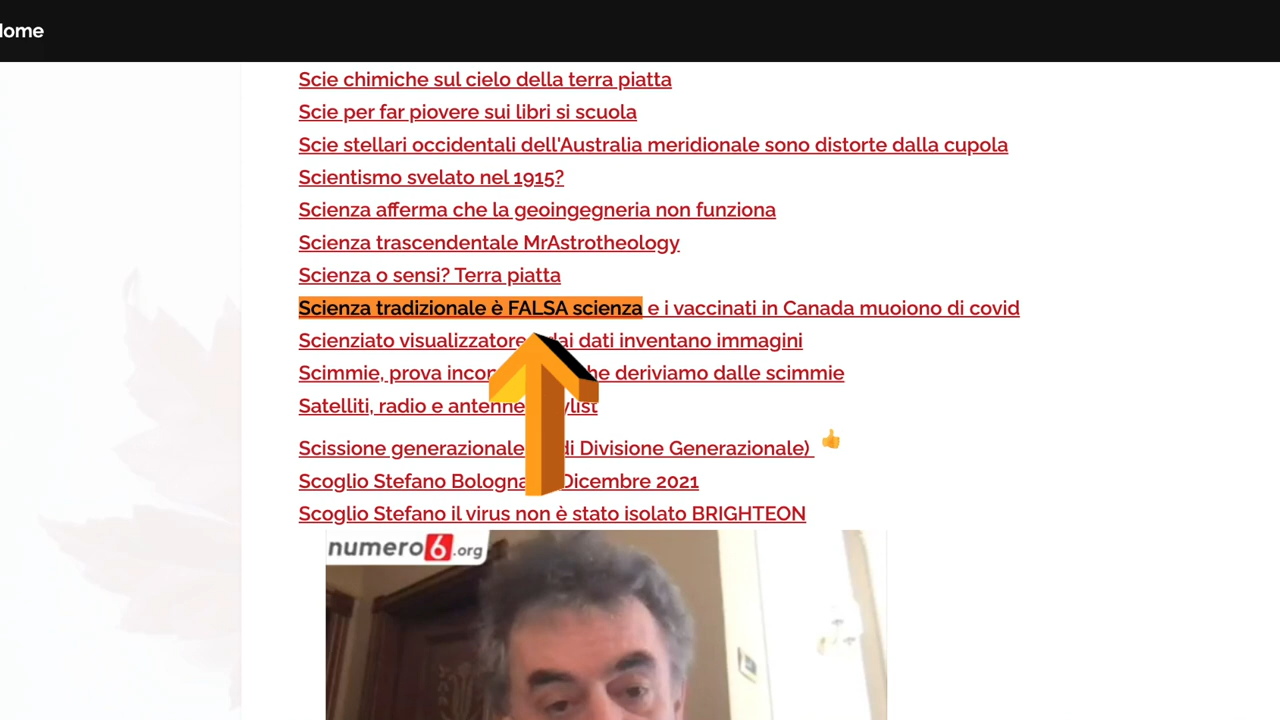 Home
Scie chimiche sul cielo della terra piatta
Scie per far piovere sui libri si scuola
Scie stellari occidentali dell'Australia meridionale sono distorte dalla cupola
Scientismo svelato nel 1915?
Scienza afferma che la geoingegneria non funziona
Scienza trascendentale MrAstrotheology
Scienza o sensi? Terra piatta
Scienza tradizionale è FALSA scienza e i vaccinati in Canada muoiono di covid
Scienziato visualizzatore dai dati inventano immagini
Scimmie, prova deriviamo dalle scimmie
Satelliti, radio e antenne
Scissione generazionale di Divisione Generazionale)
Scoglio Stefano Bologna Dicembre 2021
Scoglio Stefano il virus non è stato isolato BRIGHTEON
numero6.org